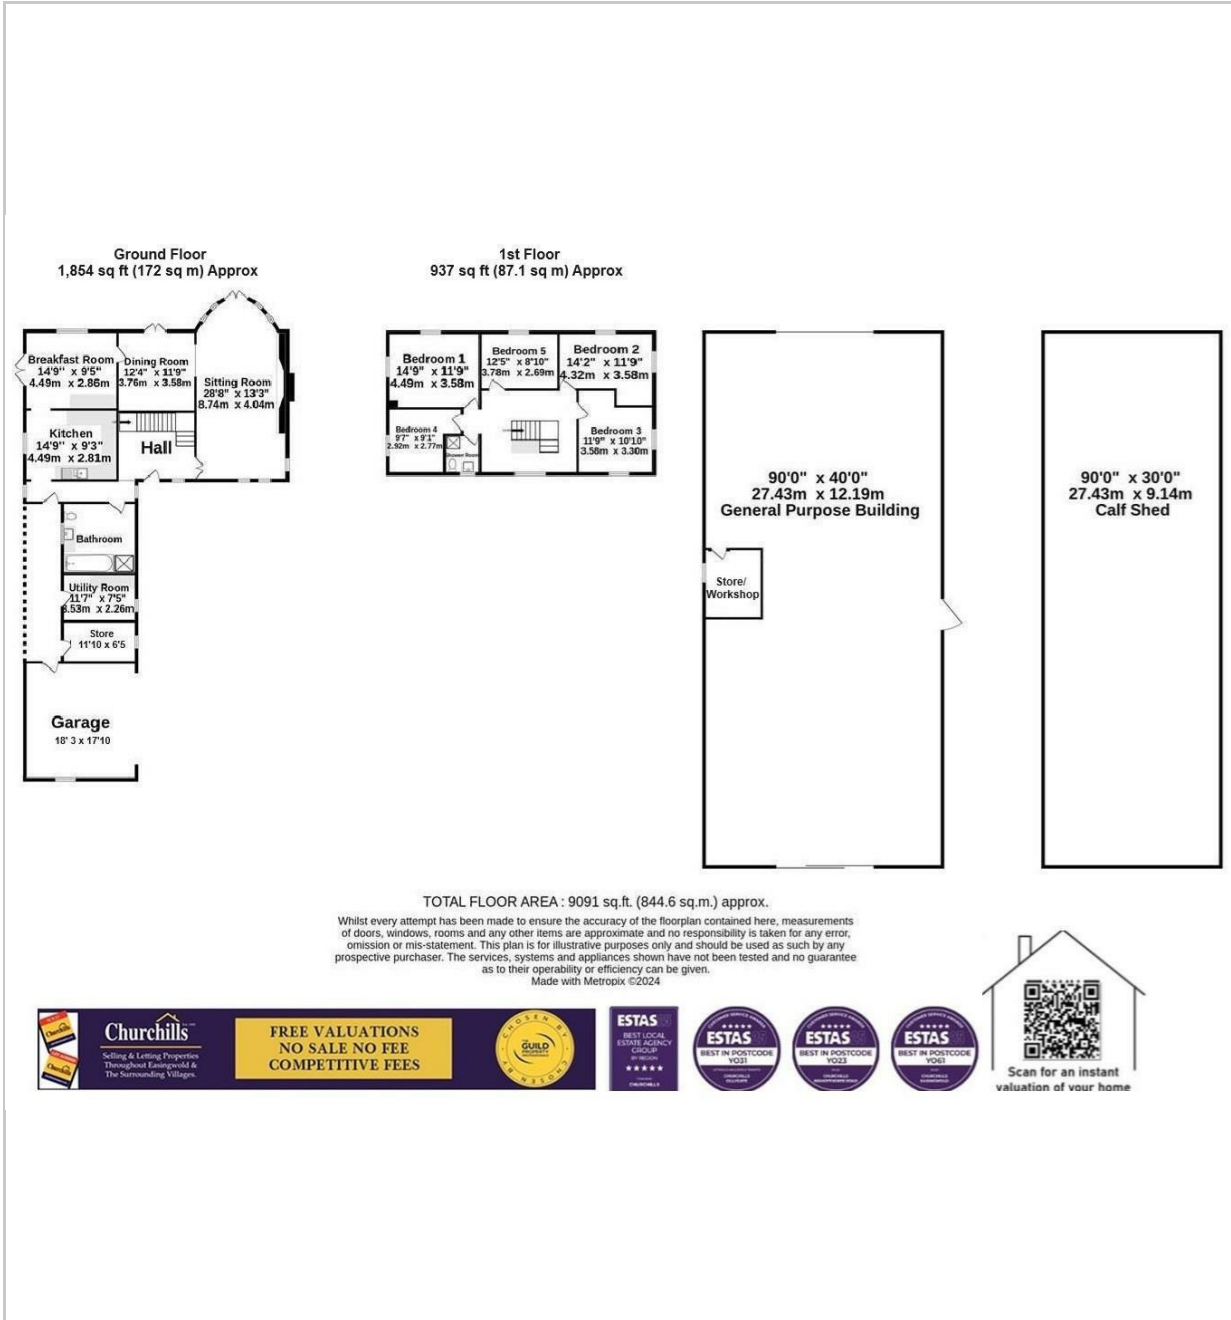 Ground Floor
1,854 sq ft (172 sq m) Approx
1st Floor
937 sq ft (87.1 sq m) Approx
Breakfast Room
14'9" x 9'5"
4.49m x 2.86m
Dining Room
12'4" x 11'9"
3.76m x 3.58m
Sitting Room
28'8" x 13'3"
8.74m x 4.04m
Kitchen
14'9" x 9'3"
4.49m x 2.81m
Hall
Bathroom
Utility Room
11'7" x 7'5"
3.53m x 2.26m
Store
11'10 x 6'5
Garage
18' 3 x 17'10
Bedroom 1
14'9" x 11'9"
4.49m x 3.58m
Bedroom 5
12'5" x 8'10"
3.78m x 2.69m
Bedroom 2
14'2" x 11'9"
4.32m x 3.58m
Bedroom 4
9'7" x 9'1"
2.92m x 2.77m
Shower Room
Bedroom 3
11'9" x 10'10"
3.58m x 3.30m
90'0" x 40'0"
27.43m x 12.19m
General Purpose Building
Store/
Workshop
90'0" x 30'0"
27.43m x 9.14m
Calf Shed
TOTAL FLOOR AREA : 9091 sq.ft. (844.6 sq.m.) approx.
Whilst every attempt has been made to ensure the accuracy of the floorplan contained here, measurements
of doors, windows, rooms and any other items are approximate and no responsibility is taken for any error,
omission or mis-statement. This plan is for illustrative purposes only and should be used as such by any
prospective purchaser. The services, systems and appliances shown have not been tested and no guarantee
as to their operability or efficiency can be given.
Made with Metropix ©2024
Churchills
Selling & Letting Properties
Throughout Easingwold &
The Surrounding Villages.
FREE VALUATIONS
NO SALE NO FEE
COMPETITIVE FEES
CHOSEN BY
THE
GUILD
PROPERTY
CHOSEN BY
ESTAS
BEST LOCAL
ESTATE AGENCY
GROUP
BY REGION
CHURCHILLS
ESTAS
BEST IN POSTCODE
YO31
ESTAS
BEST IN POSTCODE
YO23
ESTAS
BEST IN POSTCODE
YO61
Scan for an instant
valuation of your home